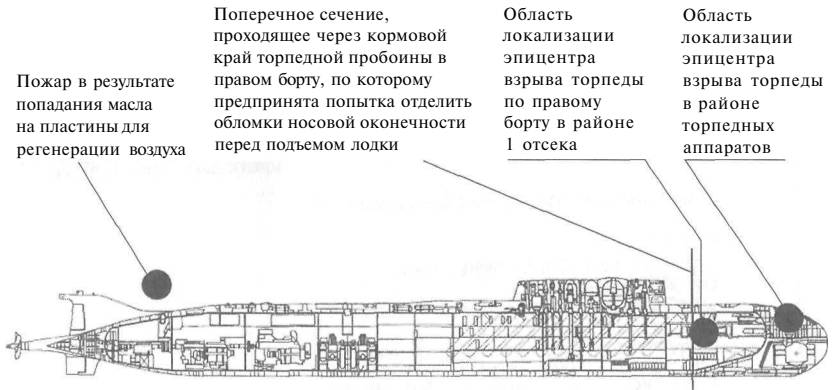 Пожар в результате
попадания масла
на пластины для
регенерации воздуха
Поперечное сечение,
проходящее через кормовой
край торпедной пробоины в
правом борту, по которому
предпринята попытка отделить
обломки носовой оконечности
перед подъемом лодки
Область
локализации
эпицентра
взрыва торпеды
по правому
борту в районе
1 отсека
Область
локализации
эпицентра
взрыва торпеды
в районе
торпедных
аппаратов